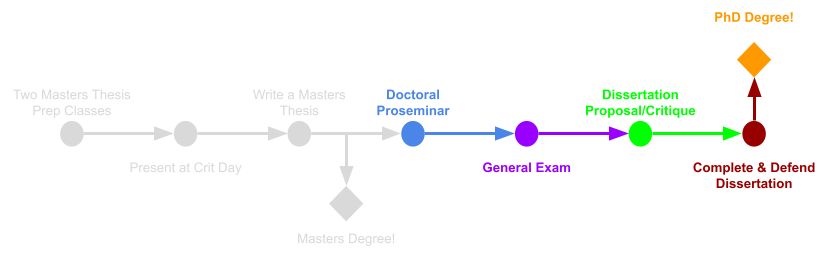 PhD Degree!
Two Masters Thesis
Prep Classes
Write a Masters
Thesis
Doctoral
Proseminar
Dissertation
Proposal/Critique
Present at Crit Day
General Exam
Complete & Defend
Dissertation
Masters Degree!